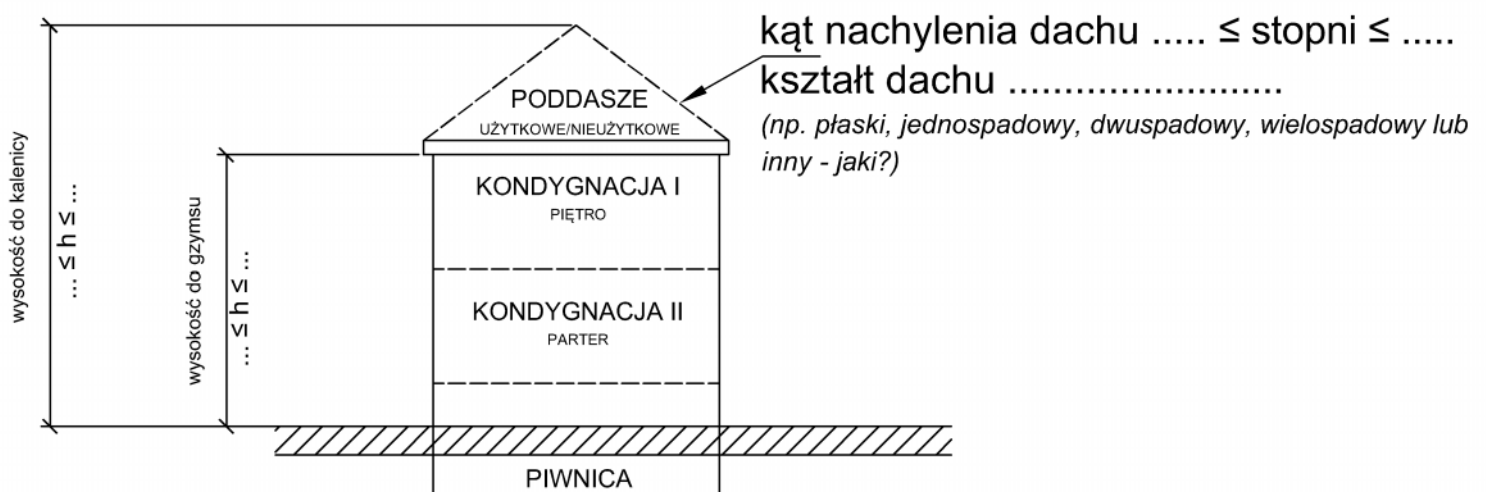 kąt nachylenia dachu ..... ≤ stopni ≤ .....
kształt dachu .........................
(np. płaski, jednospadowy, dwuspadowy, wielospadowy lub
inny - jaki?)
PODDASZE
UŻYTKOWE/NIEUŻYTKOWE
wysokość do kalenicy
... ≤ h ≤ ...
wysokość do gzymsu
... ≤ h ≤ ...
KONDYGNACJA I
PIĘTRO
KONDYGNACJA II
PARTER
PIWNICA